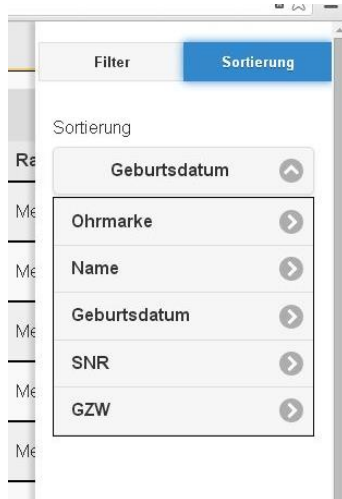 Filter
Sortierung
Sortierung
Geburtsdatum
Ohrmarke
Name
Geburtsdatum
SNR
GZW